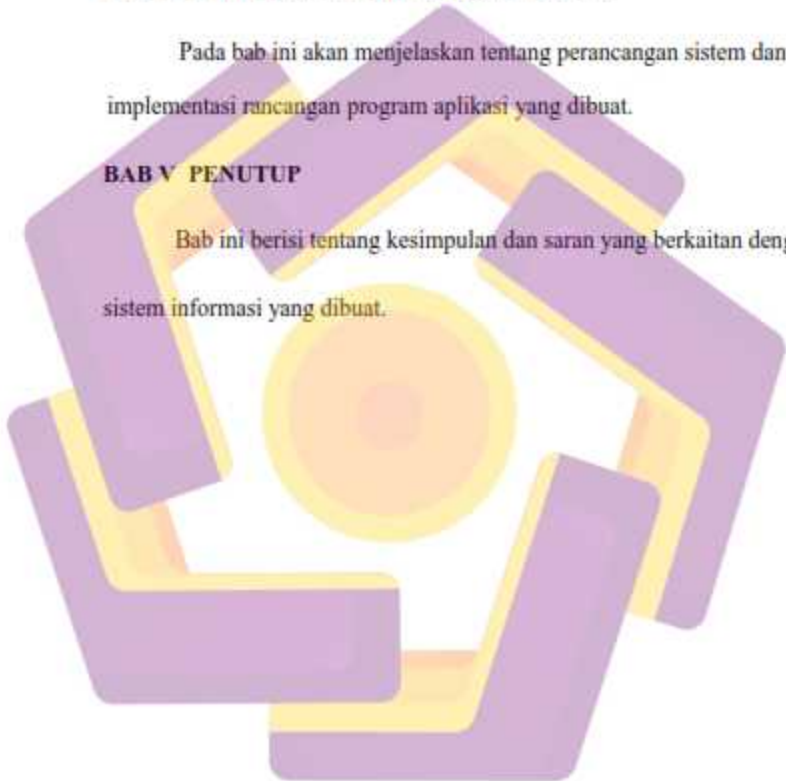 Pada bab ini akan menjelaskan tentang perancangan sistem dan
implementasi rancangan program aplikasi yang dibuat.
BAB V PENUTUP
Bab ini berisi tentang kesimpulan dan saran yang berkaitan
sistem informasi yang dibuat.